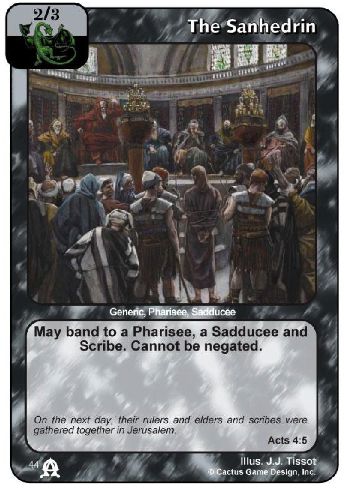 2/3
The Sanhedrin
Generic, Pharisee, Sadducee
May band to a Pharisee, a Sadducee and
Scribe. Cannot be negated.
On the next day, their rulers and elders and scribes were
gathered together in Jerusalem.
Acts 4:5
44
Illus. J.J. Tissot
© Cactus Game Design, Inc.